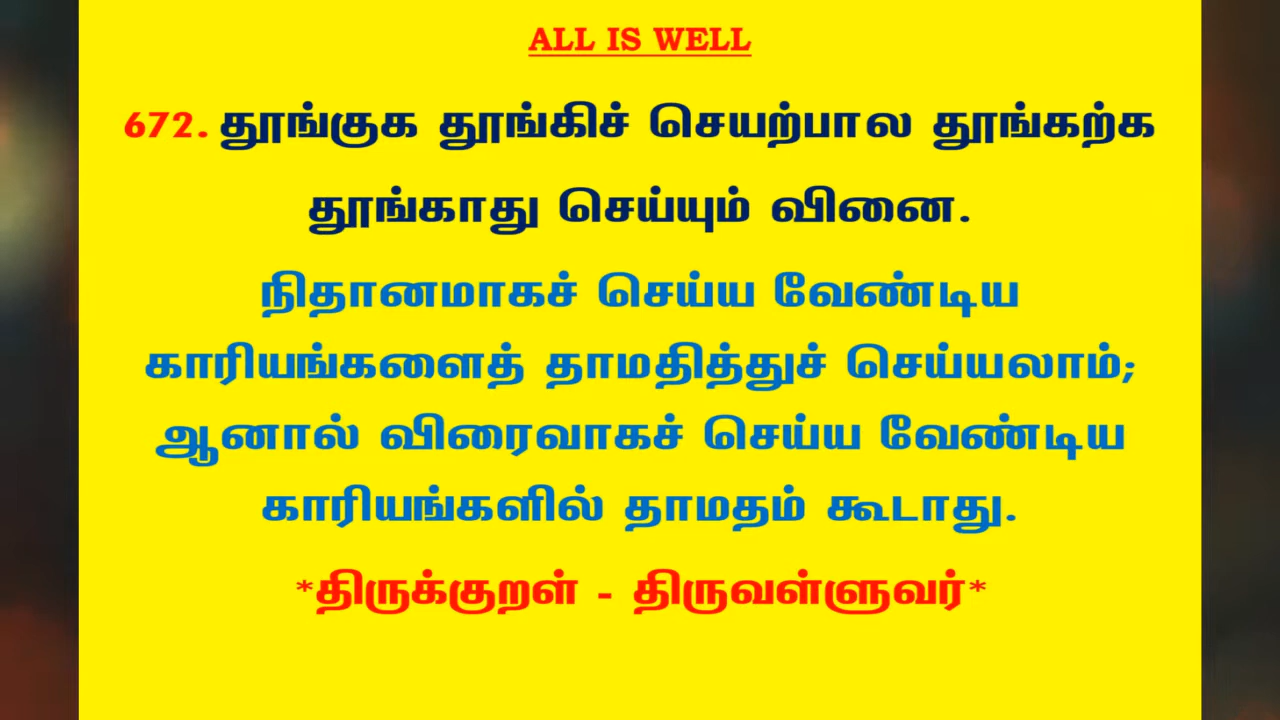 ALL IS WELL
672. தூங்குக தூங்கிச் செயற்பால தூங்கற்க
தூங்காது செய்யும் வினை.
நிதானமாகச் செய்ய வேண்டிய
காரியங்களைத் தாமதித்துச் செய்யலாம்;
ஆனால் விரைவாகச் செய்ய வேண்டிய
காரியங்களில் தாமதம் கூடாது.
*திருக்குறள் - திருவள்ளுவர்*